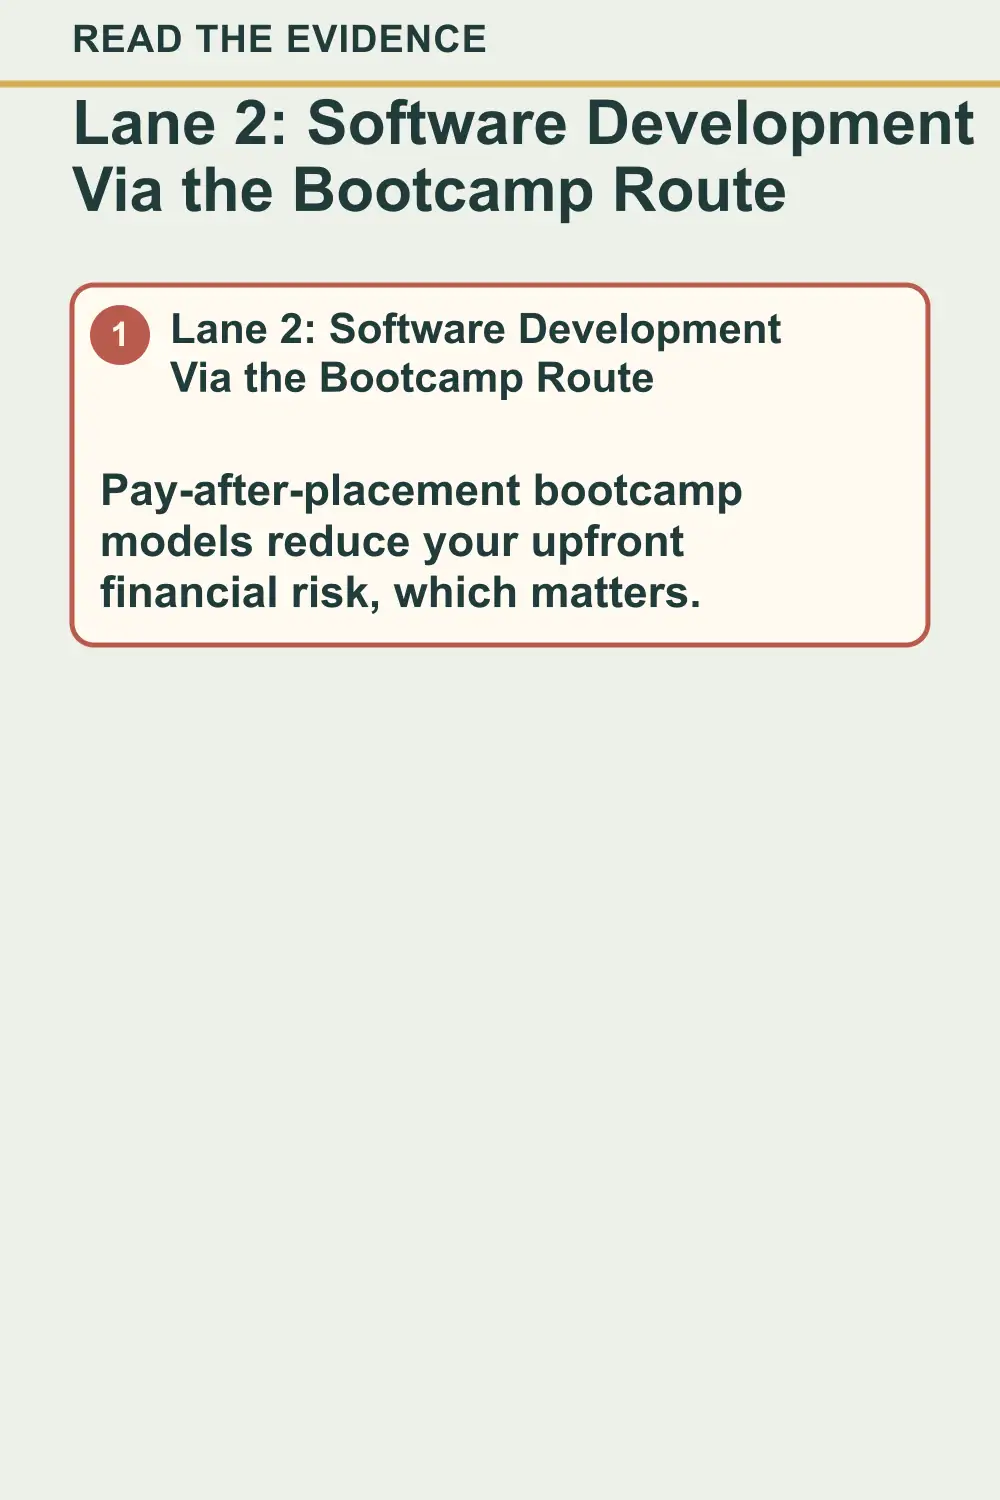 READ THE EVIDENCE
Lane 2: Software Development
Via the Bootcamp Route
1
Lane 2: Software Development
Via the Bootcamp Route
Pay-after-placement bootcamp
models reduce your upfront
financial risk, which matters.